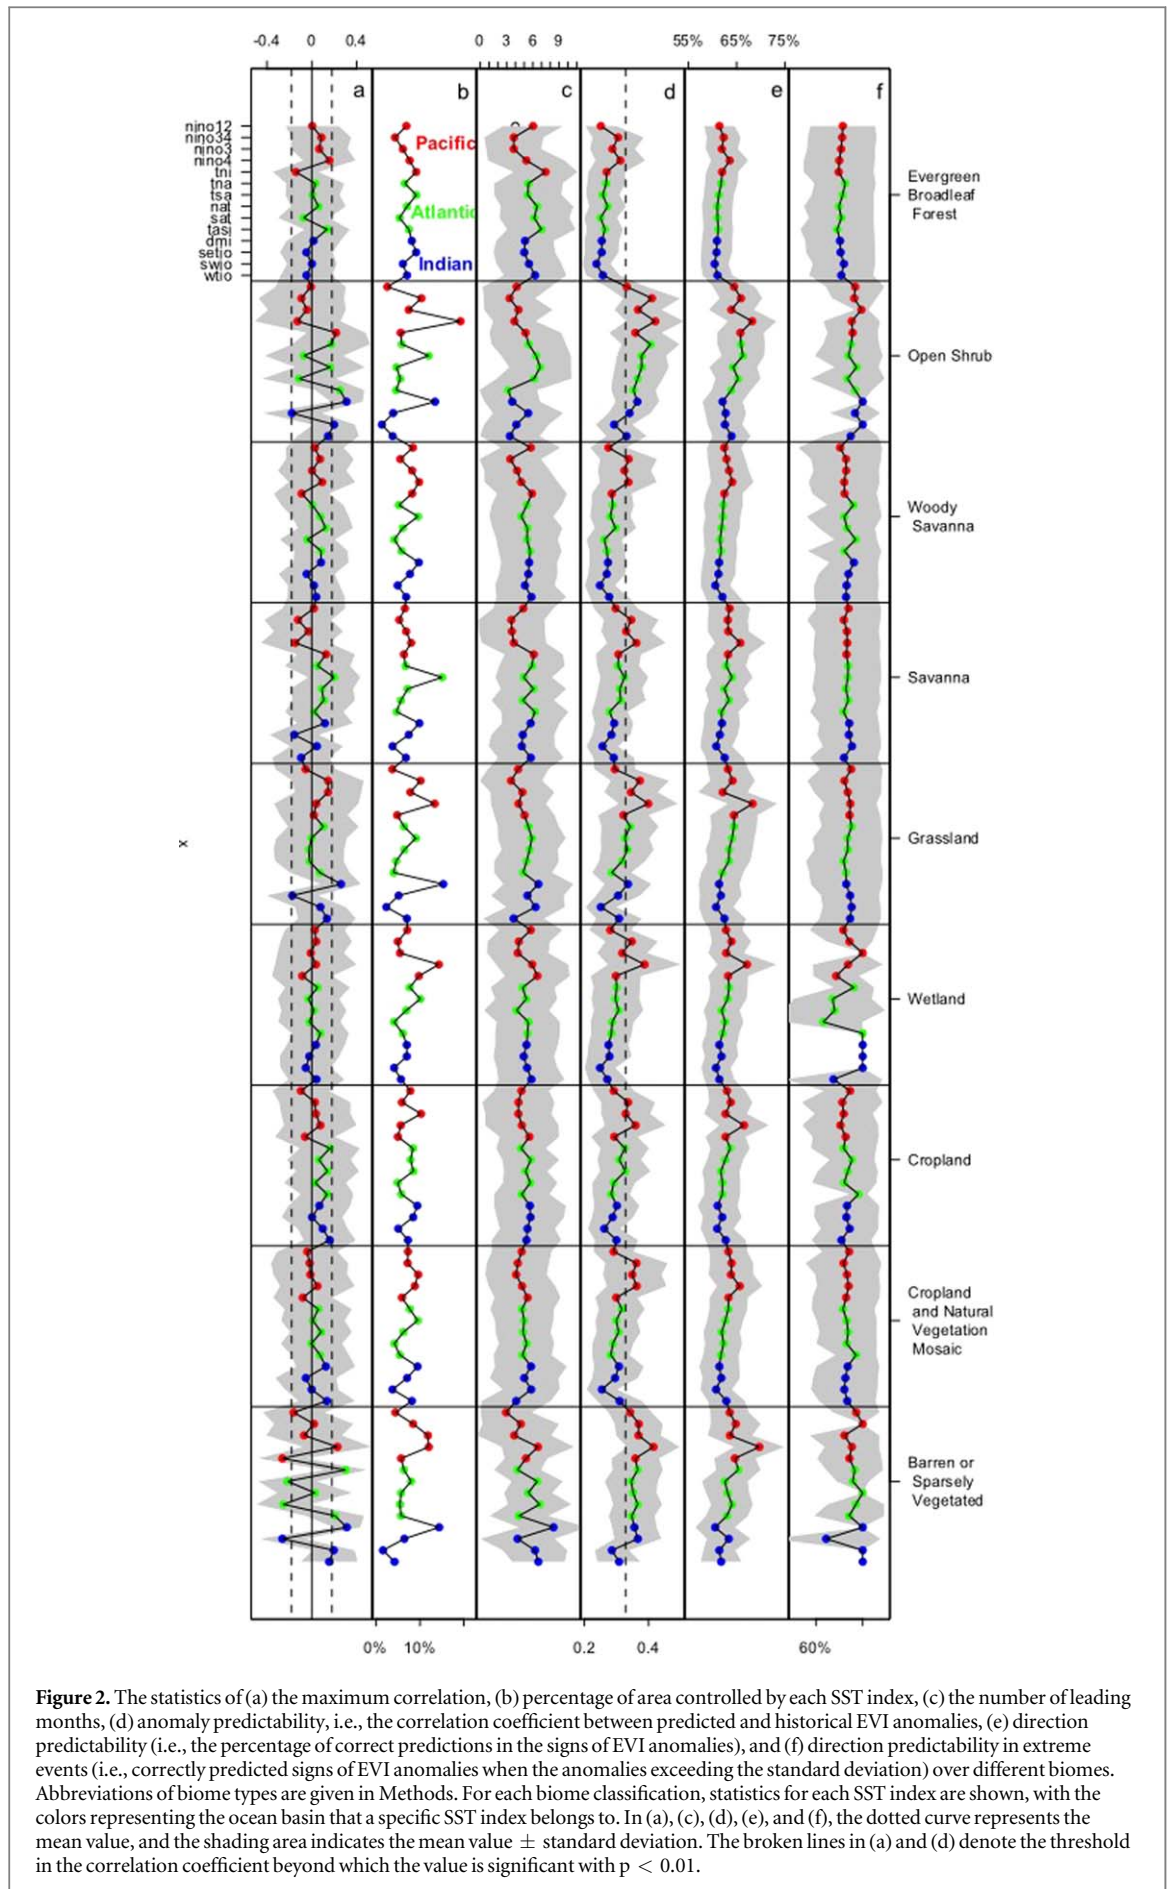 -0.4 0 0.4 0 3 6 9 55% 65% 75%
a b c d e f
nino12
nino34
nino3
nino4
tni
tna
tsa
nat
sat
tasi
dmi
setio
swio
wtio
Pacific
Atlantic
Indian
Evergreen
Broadleaf
Forest
Open Shrub
Woody
Savanna
Savanna
x
Grassland
Wetland
Cropland
Cropland
and Natural
Vegetation
Mosaic
Barren or
Sparsely
Vegetated
0% 10% 0.2 0.4 60%
Figure 2. The statistics of (a) the maximum correlation, (b) percentage of area controlled by each SST index, (c) the number of leading
months, (d) anomaly predictability, i.e., the correlation coefficient between predicted and historical EVI anomalies, (e) direction
predictability (i.e., the percentage of correct predictions in the signs of EVI anomalies), and (f) direction predictability in extreme
events (i.e., correctly predicted signs of EVI anomalies when the anomalies exceeding the standard deviation) over different biomes.
Abbreviations of biome types are given in Methods. For each biome classification, statistics for each SST index are shown, with the
colors representing the ocean basin that a specific SST index belongs to. In (a), (c), (d), (e), and (f), the dotted curve represents the
mean value, and the shading area indicates the mean value ± standard deviation. The broken lines in (a) and (d) denote the threshold
in the correlation coefficient beyond which the value is significant with p < 0.01.